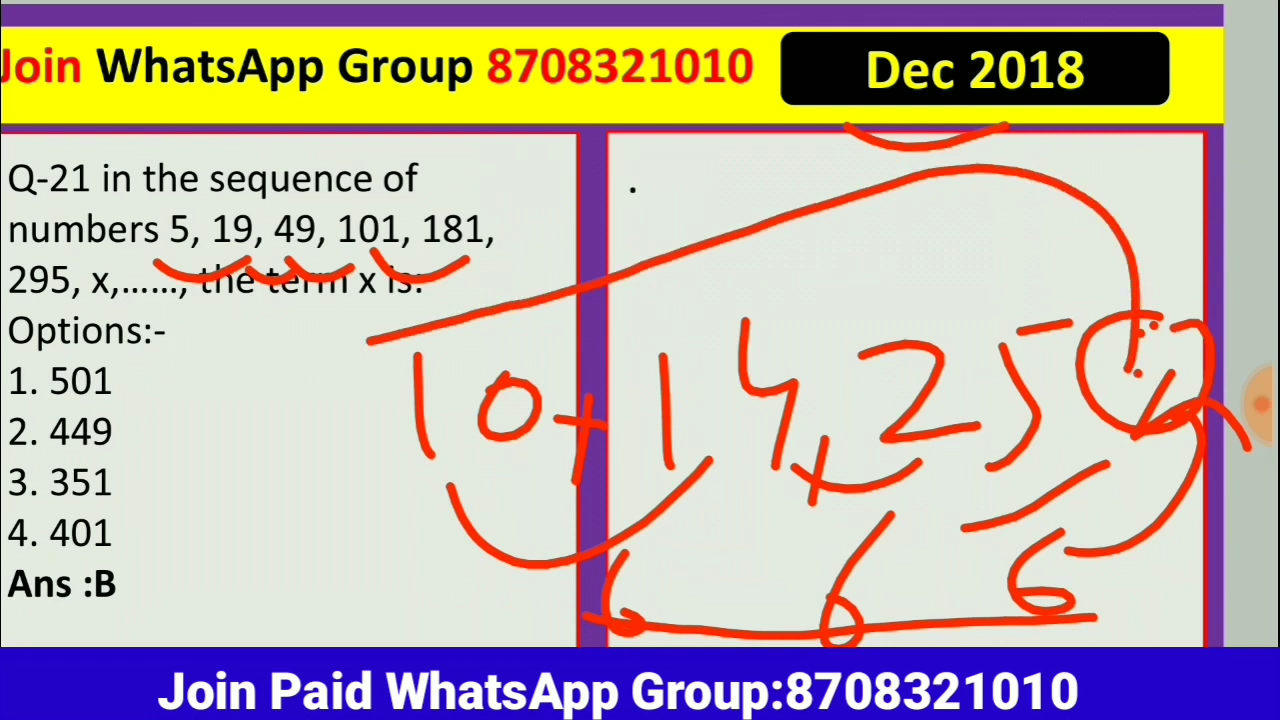 Join WhatsApp Group 8708321010
Dec 2018
Q-21 in the sequence of
numbers 5, 19, 49, 101, 181,
295, x,……, the term x is:
Options:-
1. 501
2. 449
3. 351
4. 401
Ans :B
.
10+14, 25
6 6 6
Join Paid WhatsApp Group:8708321010